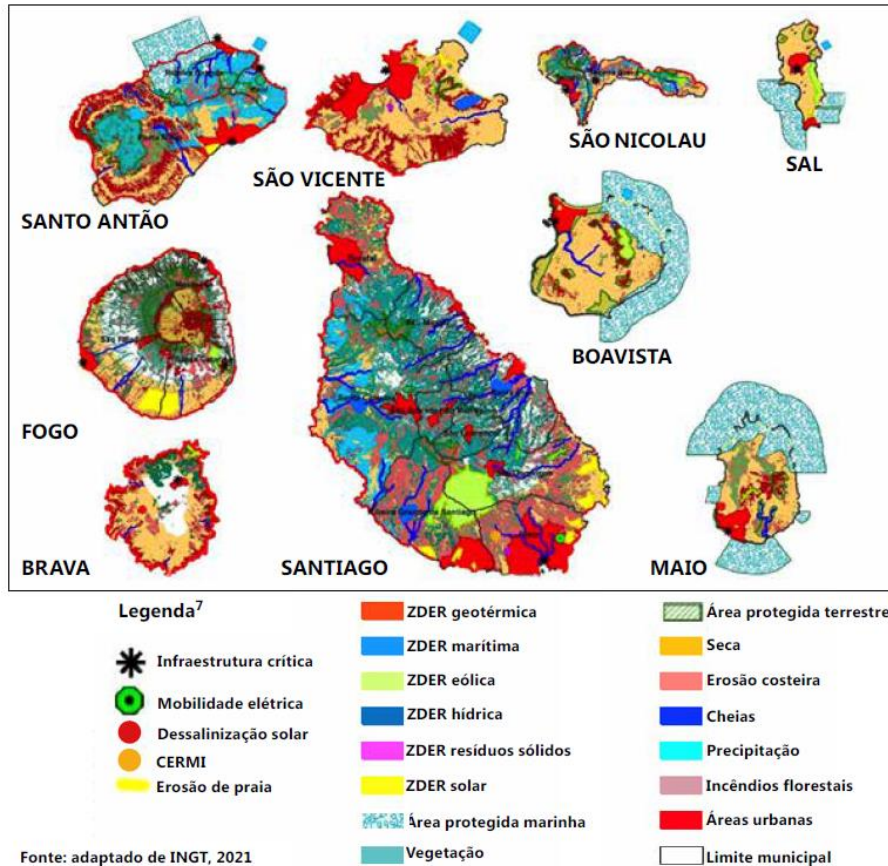 SANTO ANTÃO
SÃO VICENTE
SÃO NICOLAU
SAL
FOGO
BOAVISTA
BRAVA
SANTIAGO
MAIO
Legenda⁷
Infraestrutura crítica
Mobilidade elétrica
Dessalinização solar
CERMI
Erosão de praia
ZDER geotérmica
ZDER marítima
ZDER eólica
ZDER hídrica
ZDER resíduos sólidos
ZDER solar
Área protegida marinha
Vegetação
Área protegida terrestre
Seca
Erosão costeira
Cheias
Precipitação
Incêndios florestais
Áreas urbanas
Limite municipal
Fonte: adaptado de INGT, 2021